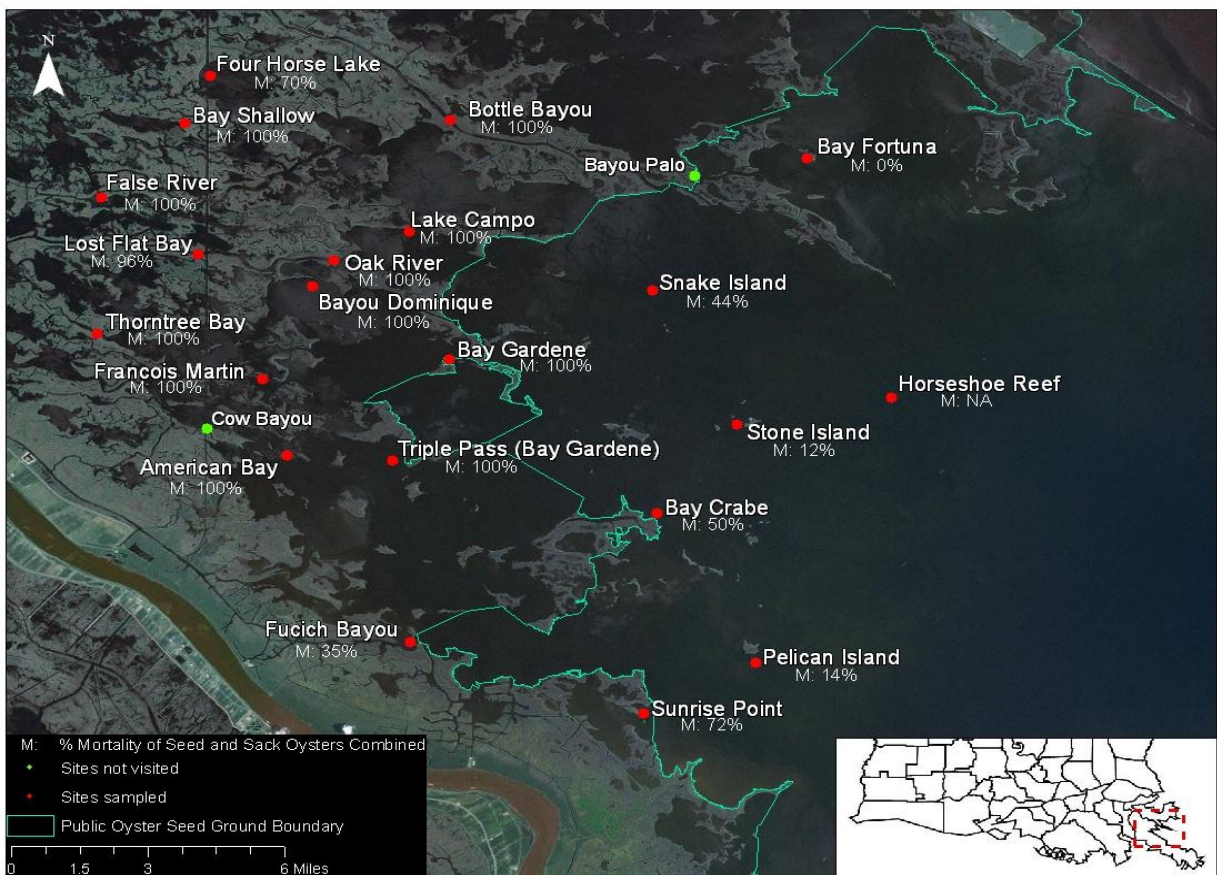 N
Four Horse Lake
M: 70%
Bay Shallow
M: 100%
Bottle Bayou
M: 100%
Bay Fortuna
M: 0%
Bayou Palo
False River
M: 100%
Lake Campo
M: 100%
Lost Flat Bay
M: 96%
Oak River
M: 100%
Snake Island
M: 44%
Bayou Dominique
M: 100%
Thorntree Bay
M: 100%
Bay Gardene
M: 100%
Francois Martin
M: 100%
Horseshoe Reef
M: NA
Cow Bayou
Stone Island
M: 12%
Triple Pass (Bay Gardene)
M: 100%
American Bay
M: 100%
Bay Crabe
M: 50%
Fucich Bayou
M: 35%
Pelican Island
M: 14%
Sunrise Point
M: 72%
M: % Mortality of Seed and Sack Oysters Combined
Sites not visited
Sites sampled
Public Oyster Seed Ground Boundary
0 1.5 3 6 Miles